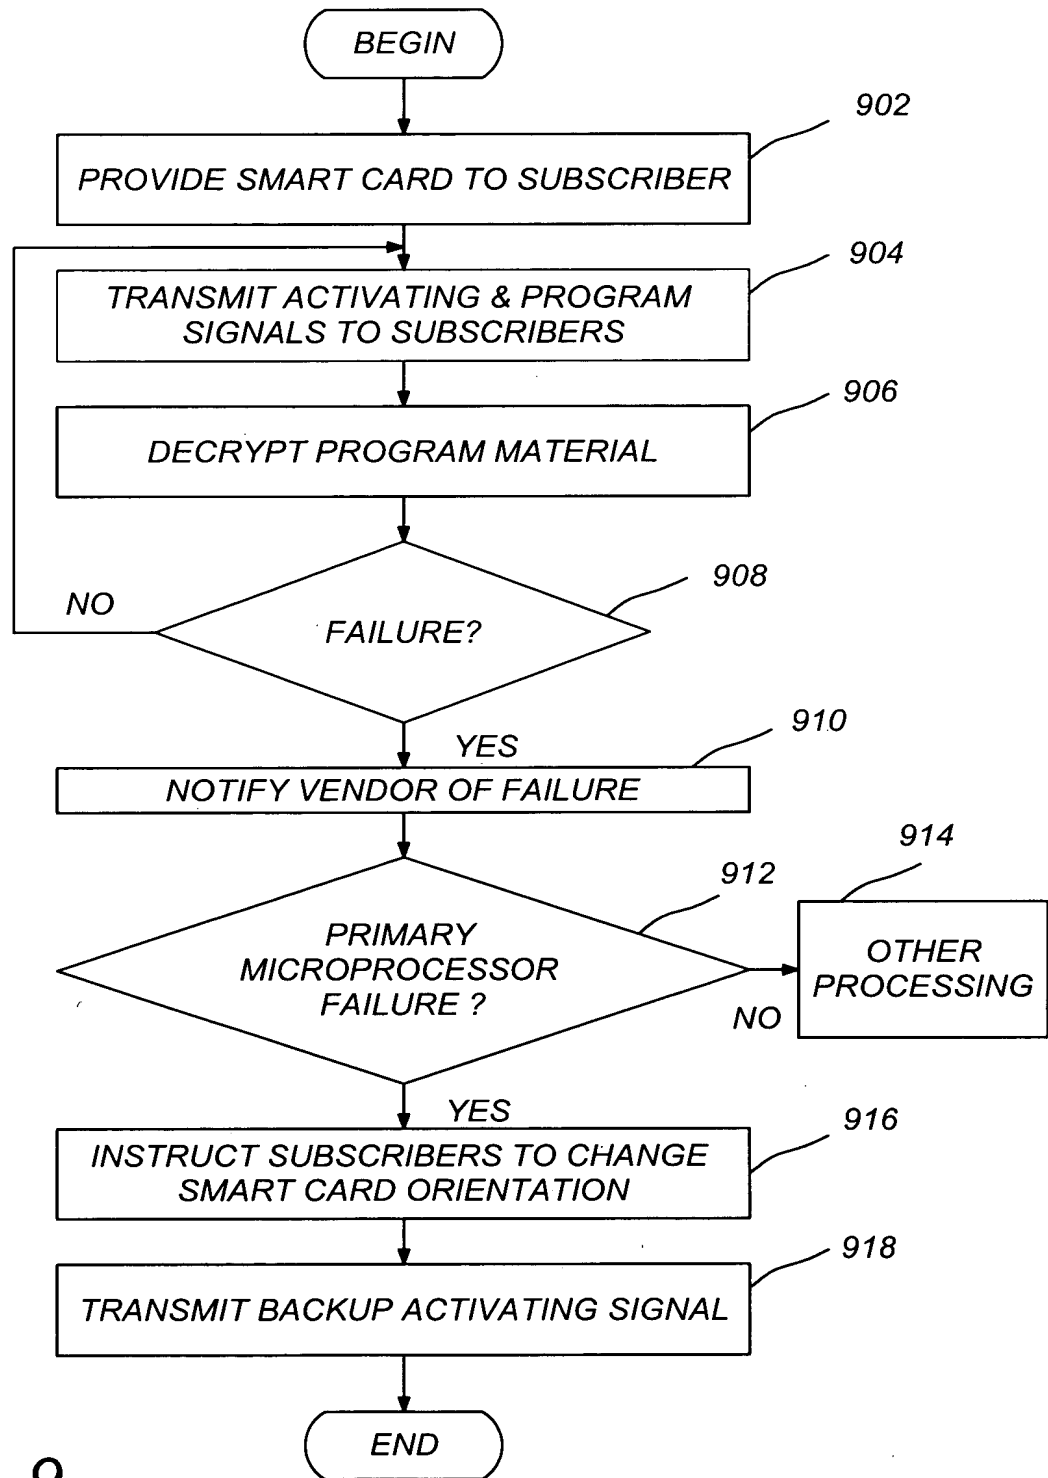 BEGIN
902
PROVIDE SMART CARD TO SUBSCRIBER
904
TRANSMIT ACTIVATING & PROGRAM
SIGNALS TO SUBSCRIBERS
906
DECRYPT PROGRAM MATERIAL
908
NO
FAILURE?
910
YES
NOTIFY VENDOR OF FAILURE
914
912
PRIMARY
MICROPROCESSOR
FAILURE ?
OTHER
PROCESSING
NO
YES
916
INSTRUCT SUBSCRIBERS TO CHANGE
SMART CARD ORIENTATION
918
TRANSMIT BACKUP ACTIVATING SIGNAL
END